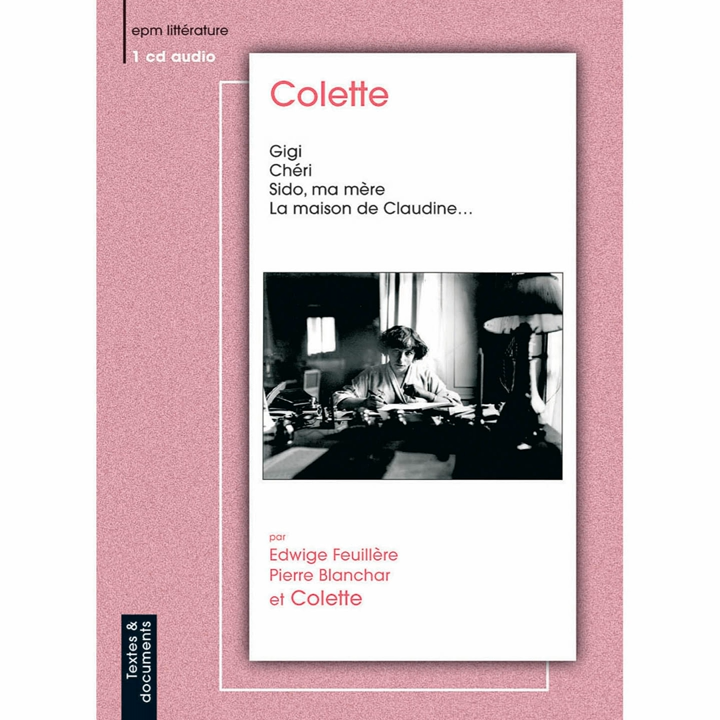 epm littérature
1 cd audio
Colette
Gigi
Chéri
Sido, ma mère
La maison de Claudine...
par
Edwige Feuillère
Pierre Blanchar
et Colette
Textes &
documents